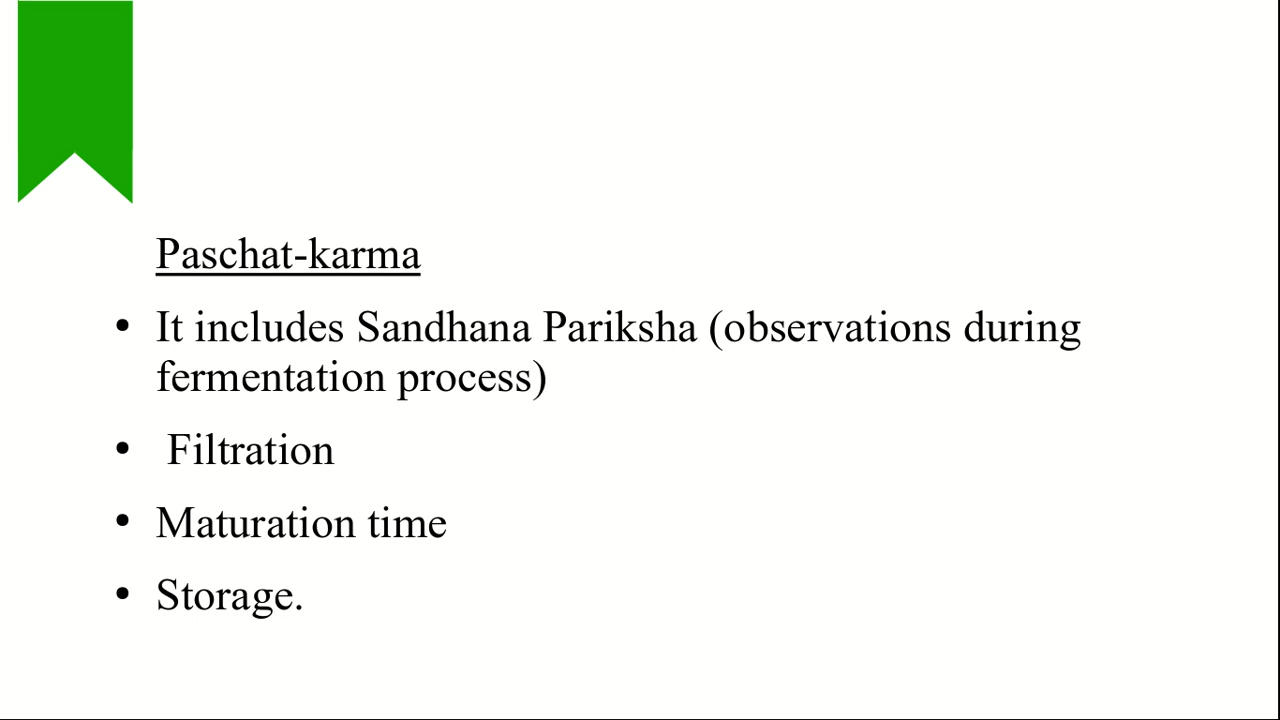 Paschat-karma
• It includes Sandhana Pariksha (observations during
fermentation process)
• Filtration
• Maturation time
• Storage.